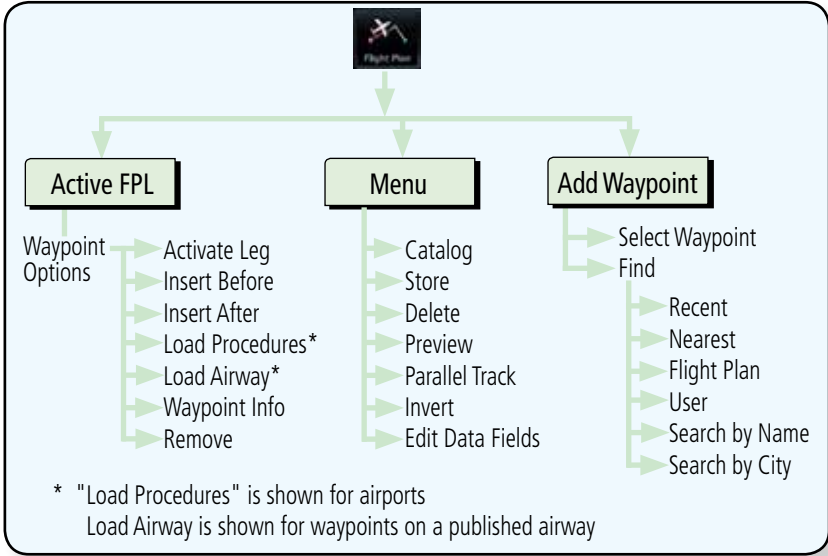 Flight Plan
Active FPL
Menu
Add Waypoint
Waypoint
Options
Activate Leg
Insert Before
Insert After
Load Procedures*
Load Airway*
Waypoint Info
Remove
Catalog
Store
Delete
Preview
Parallel Track
Invert
Edit Data Fields
Select Waypoint
Find
Recent
Nearest
Flight Plan
User
Search by Name
Search by City
* "Load Procedures" is shown for airports
Load Airway is shown for waypoints on a published airway